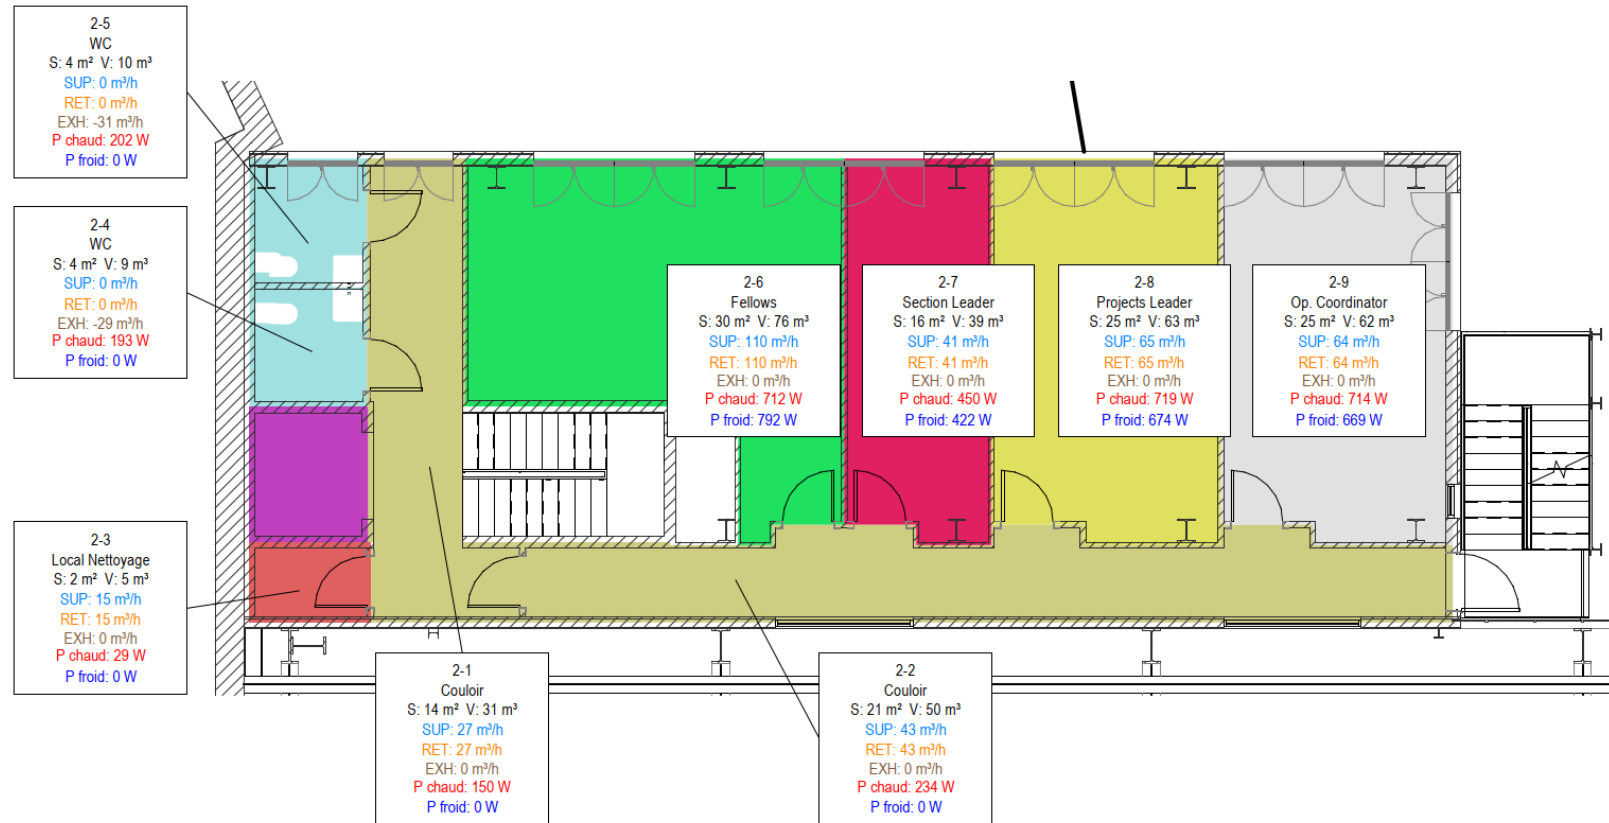 2-5
WC
S: 4 m² V: 10 m³
SUP: 0 m³/h
RET: 0 m³/h
EXH: -31 m³/h
P chaud: 202 W
P froid: 0 W
2-4
WC
S: 4 m² V: 9 m³
SUP: 0 m³/h
RET: 0 m³/h
EXH: -29 m³/h
P chaud: 193 W
P froid: 0 W
2-6
Fellows
S: 30 m² V: 76 m³
SUP: 110 m³/h
RET: 110 m³/h
EXH: 0 m³/h
P chaud: 712 W
P froid: 792 W
2-7
Section Leader
S: 16 m² V: 39 m³
SUP: 41 m³/h
RET: 41 m³/h
EXH: 0 m³/h
P chaud: 450 W
P froid: 422 W
2-8
Projects Leader
S: 25 m² V: 63 m³
SUP: 65 m³/h
RET: 65 m³/h
EXH: 0 m³/h
P chaud: 719 W
P froid: 674 W
2-9
Op. Coordinator
S: 25 m² V: 62 m³
SUP: 64 m³/h
RET: 64 m³/h
EXH: 0 m³/h
P chaud: 714 W
P froid: 669 W
2-3
Local Nettoyage
S: 2 m² V: 5 m³
SUP: 15 m³/h
RET: 15 m³/h
EXH: 0 m³/h
P chaud: 29 W
P froid: 0 W
2-1
Couloir
S: 14 m² V: 31 m³
SUP: 27 m³/h
RET: 27 m³/h
EXH: 0 m³/h
P chaud: 150 W
P froid: 0 W
2-2
Couloir
S: 21 m² V: 50 m³
SUP: 43 m³/h
RET: 43 m³/h
EXH: 0 m³/h
P chaud: 234 W
P froid: 0 W